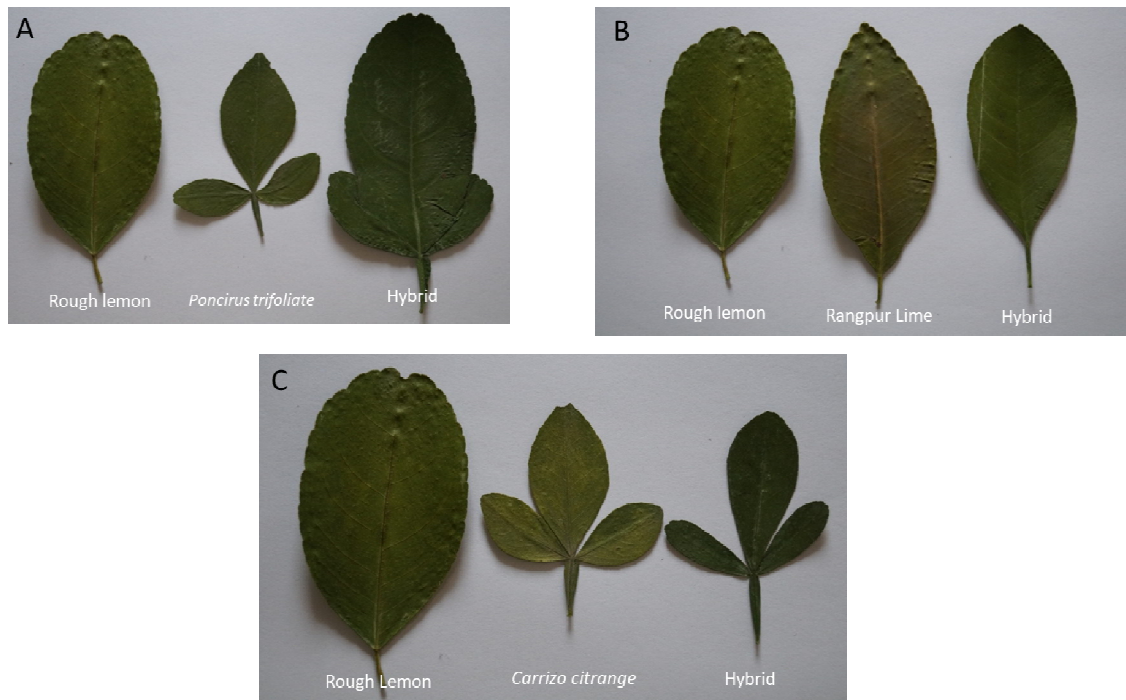 A
Rough lemon
Poncirus trifoliate
Hybrid
B
Rough lemon
Rangpur Lime
Hybrid
C
Rough Lemon
Carrizo citrange
Hybrid